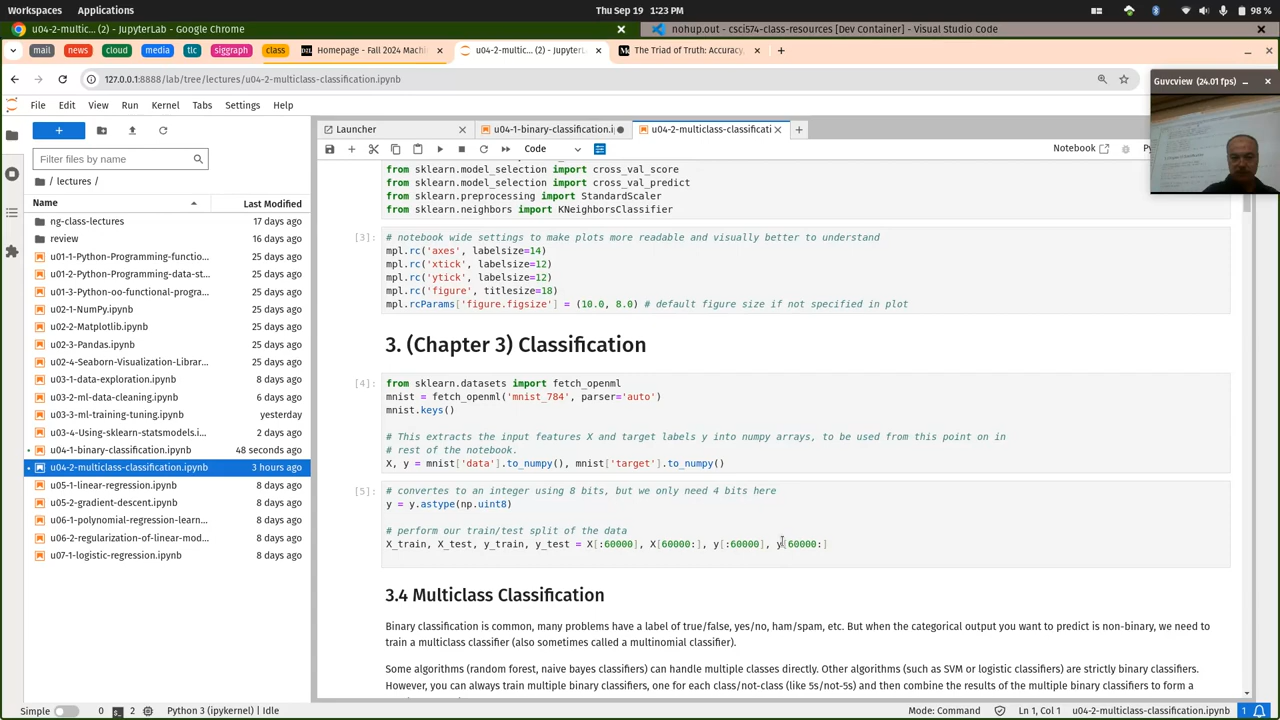 Workspaces Applications Thu Sep 19 1:23 PM 98 %
u04-2-multic... (2) - JupyterLab - Google Chrome nohup.out - csci574-class-resources [Dev Container] - Visual Studio Code
mail news cloud media tlc siggraph class Homepage - Fall 2024 Machi u04-2-multic... (2) - JupyterL The Triad of Truth: Accuracy,
127.0.0.1:8888/lab/tree/lectures/u04-2-multiclass-classification.ipynb
Guvcview (24.01 fps)
File Edit View Run Kernel Tabs Settings Help
Launcher u04-1-binary-classification.i u04-2-multiclass-classificati
Code Notebook Py
Filter files by name
/ lectures /
Name Last Modified
ng-class-lectures 17 days ago
review 16 days ago
u01-1-Python-Programming-functio... 25 days ago
u01-2-Python-Programming-data-st... 25 days ago
u01-3-Python-oo-functional-progra... 25 days ago
u02-1-NumPy.ipynb 25 days ago
u02-2-Matplotlib.ipynb 25 days ago
u02-3-Pandas.ipynb 25 days ago
u02-4-Seaborn-Visualization-Librar... 25 days ago
u03-1-data-exploration.ipynb 8 days ago
u03-2-ml-data-cleaning.ipynb 6 days ago
u03-3-ml-training-tuning.ipynb yesterday
u03-4-Using-sklearn-statsmodels.i... 2 days ago
u04-1-binary-classification.ipynb 48 seconds ago
u04-2-multiclass-classification.ipynb 3 hours ago
u05-1-linear-regression.ipynb 8 days ago
u05-2-gradient-descent.ipynb 8 days ago
u06-1-polynomial-regression-learn... 8 days ago
u06-2-regularization-of-linear-mod... 8 days ago
u07-1-logistic-regression.ipynb 8 days ago
from sklearn.model_selection import cross_val_score
from sklearn.model_selection import cross_val_predict
from sklearn.preprocessing import StandardScaler
from sklearn.neighbors import KNeighborsClassifier
[3]: # notebook wide settings to make plots more readable and visually better to understand
mpl.rc('axes', labelsize=14)
mpl.rc('xtick', labelsize=12)
mpl.rc('ytick', labelsize=12)
mpl.rc('figure', titlesize=18)
mpl.rcParams['figure.figsize'] = (10.0, 8.0) # default figure size if not specified in plot
3. (Chapter 3) Classification
[4]: from sklearn.datasets import fetch_openml
mnist = fetch_openml('mnist_784', parser='auto')
mnist.keys()
# This extracts the input features X and target labels y into numpy arrays, to be used from this point on in
# rest of the notebook.
X, y = mnist['data'].to_numpy(), mnist['target'].to_numpy()
[5]: # convertes to an integer using 8 bits, but we only need 4 bits here
y = y.astype(np.uint8)
# perform our train/test split of the data
X_train, X_test, y_train, y_test = X[:60000], X[60000:], y[:60000], y[60000:]
3.4 Multiclass Classification
Binary classification is common, many problems have a label of true/false, yes/no, ham/spam, etc. But when the categorical output you want to predict is non-binary, we need to
train a multiclass classifier (also sometimes called a multinomial classifier).
Some algorithms (random forest, naive bayes classifiers) can handle multiple classes directly. Other algorithms (such as SVM or logistic classifiers) are strictly binary classifiers.
However, you can always train multiple binary classifiers, one for each class/not-class (like 5s/not-5s) and then combine the results of the multiple binary classifiers to form a
Simple 0 2 Python 3 (ipykernel) | Idle Mode: Command Ln 1, Col 1 u04-2-multiclass-classification.ipynb 1